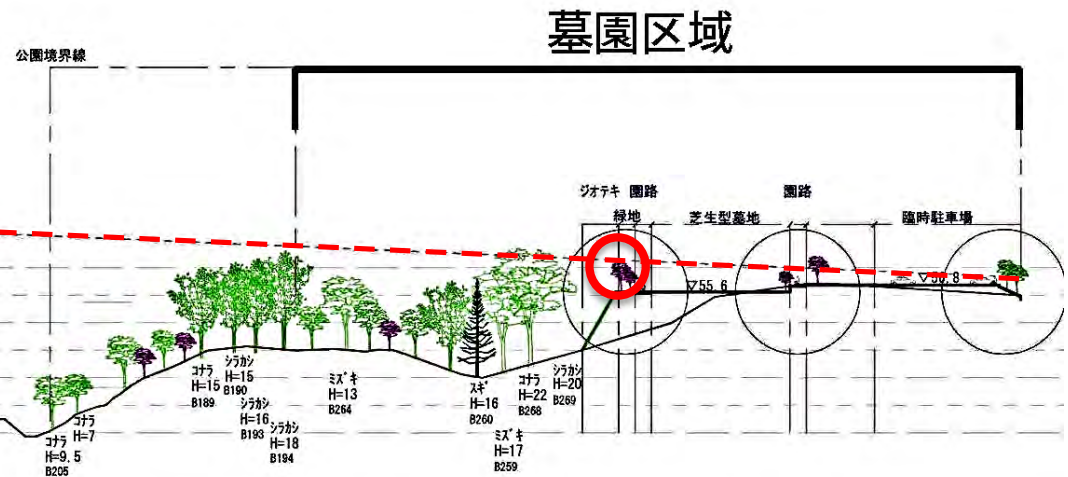 墓園区域
公園境界線
ジオテキ 園路
園路
緑地
芝生型墓地
臨時駐車場
▽55.6
コナラ
H=15
B189
シラカシ
H=15
B190
シラカシ
H=16
B193
シラカシ
H=18
B194
ミズキ
H=13
B264
スギ
H=16
B260
ミズキ
H=17
B259
コナラ
H=22
B268
シラカシ
H=20
B269
コナラ
H=7
コナラ
H=9.5
B205